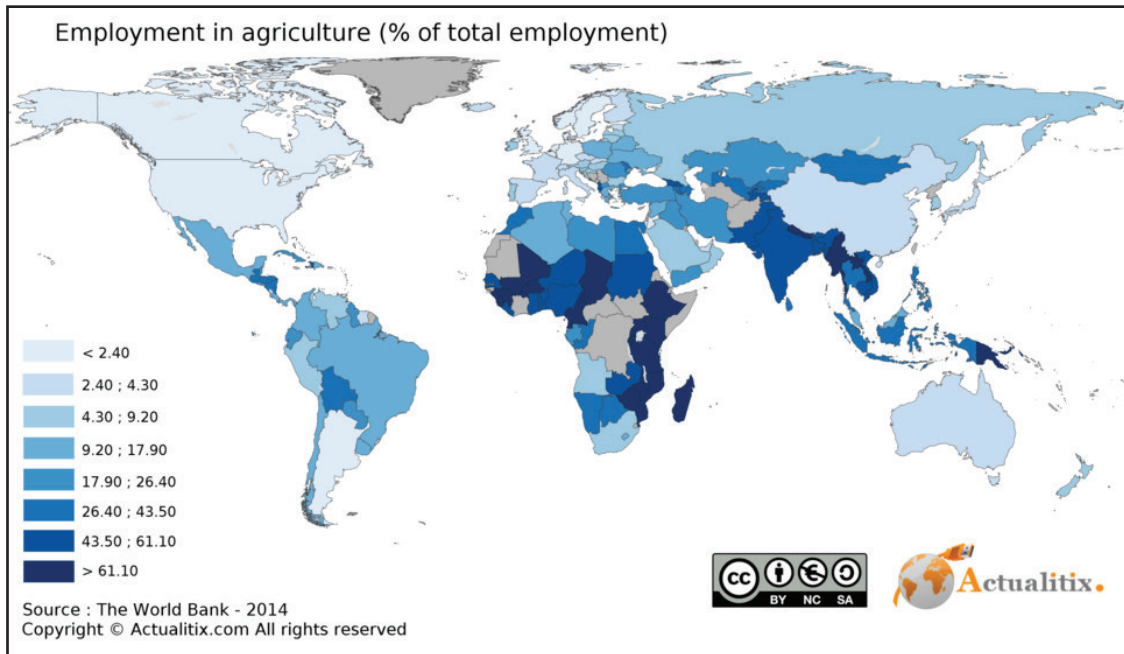 Employment in agriculture (% of total employment)
< 2.40
2.40 ; 4.30
4.30 ; 9.20
9.20 ; 17.90
17.90 ; 26.40
26.40 ; 43.50
43.50 ; 61.10
> 61.10
cc
BY NC SA
Actualitix.
Source : The World Bank - 2014
Copyright © Actualitix.com All rights reserved